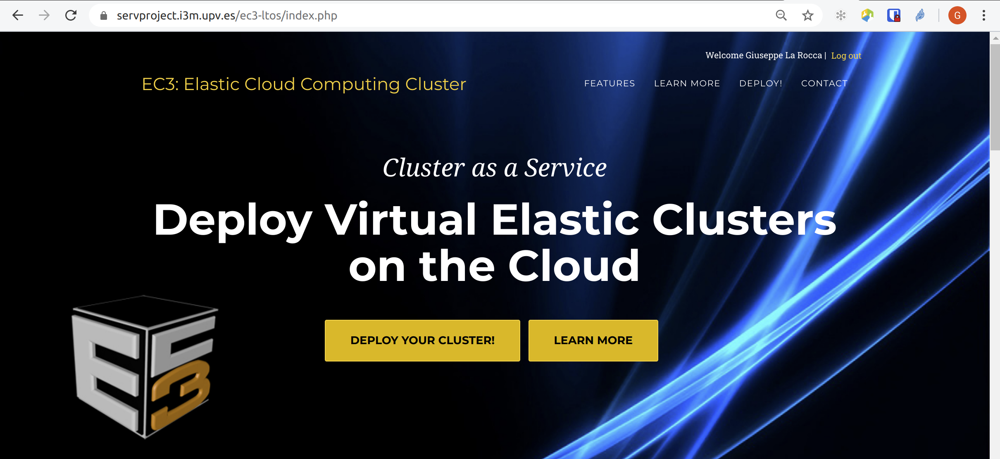 servproject.i3m.upv.es/ec3-ltos/index.php
G
Welcome Giuseppe La Rocca | Log out
EC3: Elastic Cloud Computing Cluster
FEATURES LEARN MORE DEPLOY! CONTACT
Cluster as a Service
Deploy Virtual Elastic Clusters
on the Cloud
DEPLOY YOUR CLUSTER! LEARN MORE
EC3